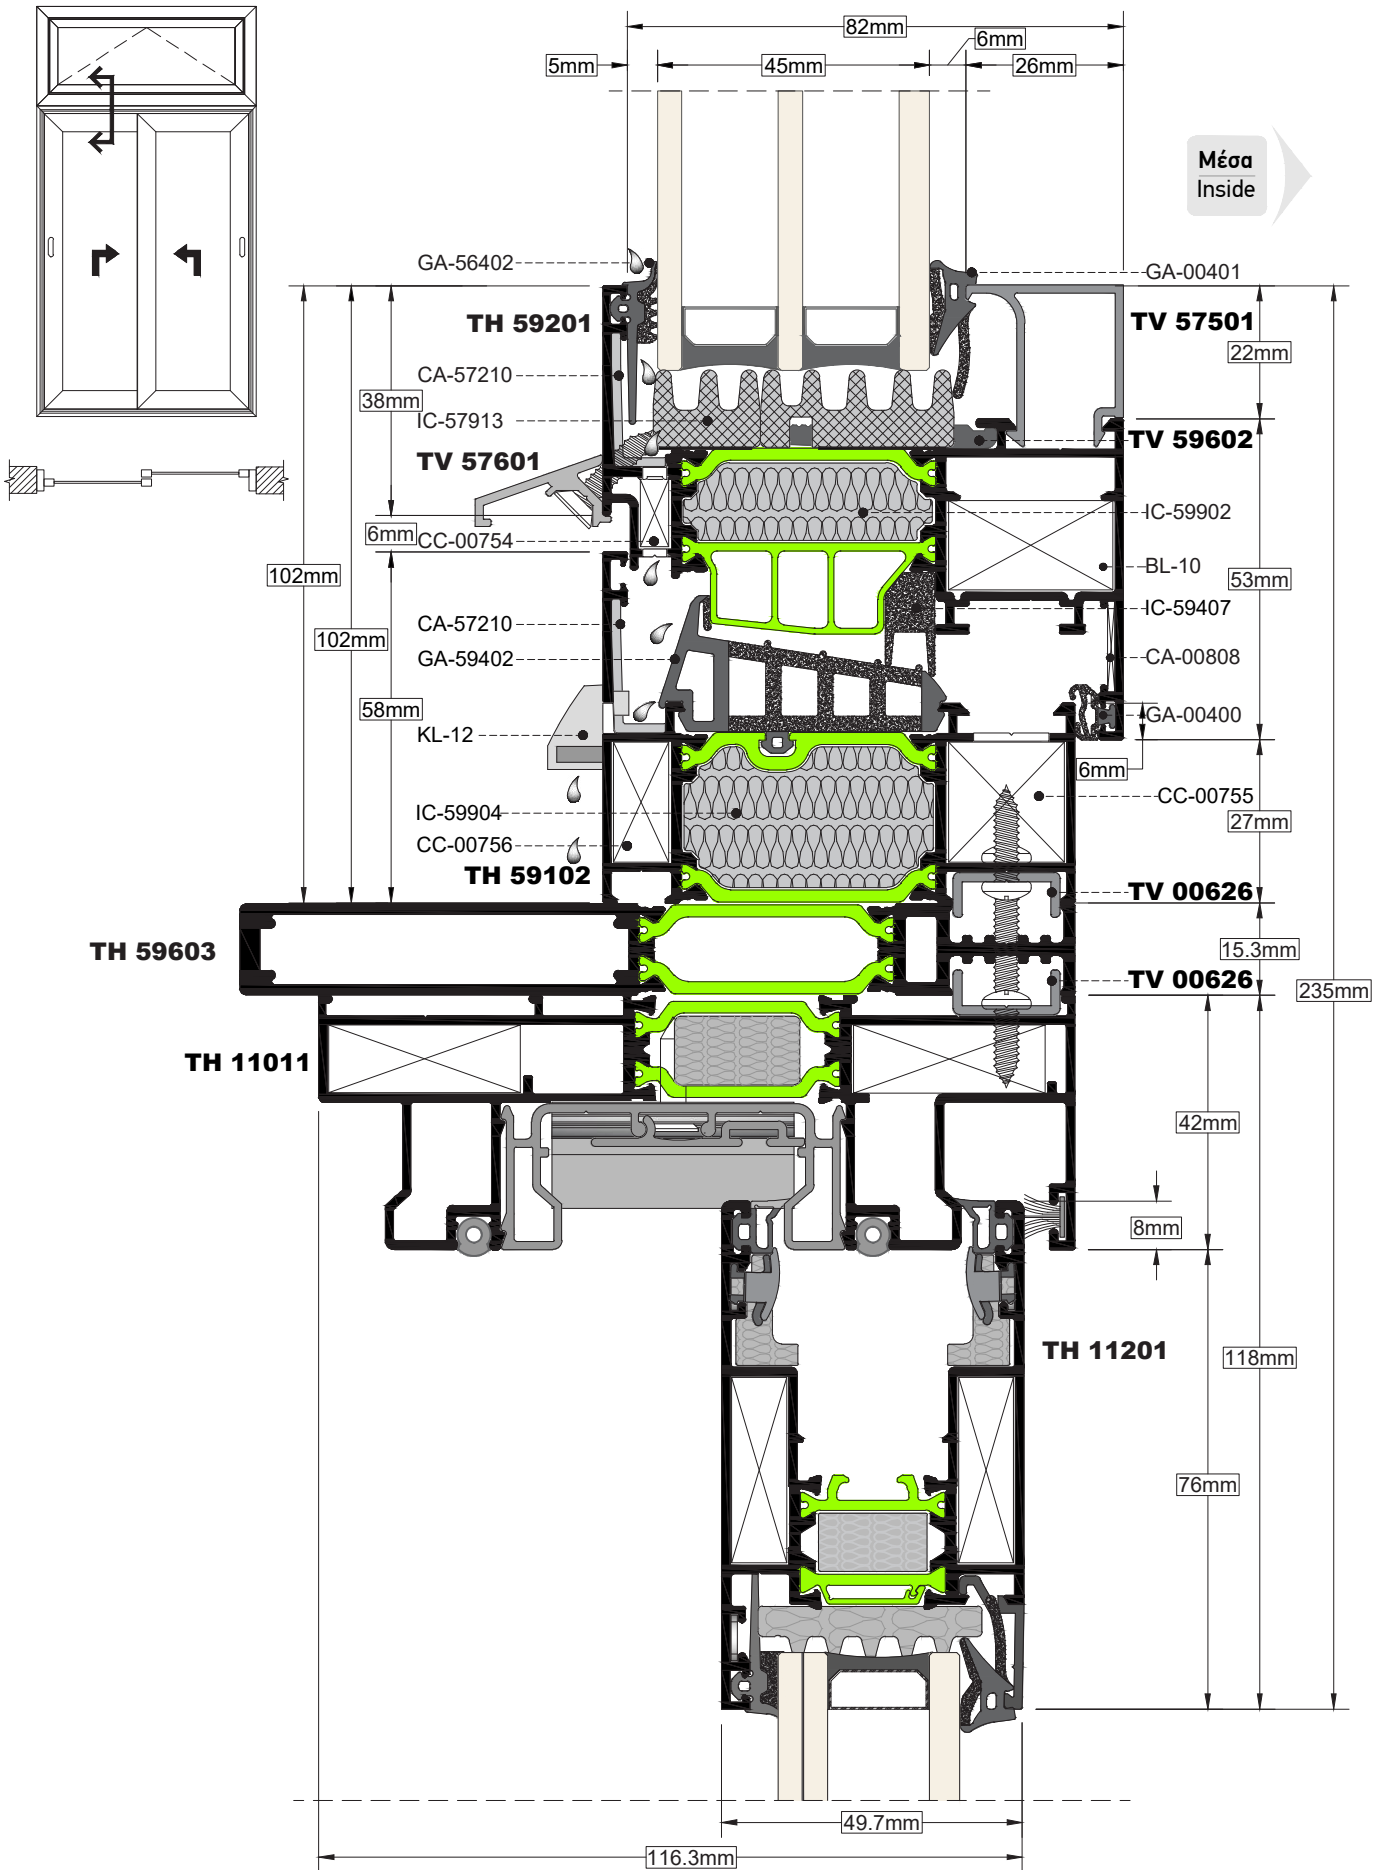 82mm
6mm
5mm
45mm
26mm
Μέσα
Inside
GA-56402
GA-00401
TH 59201
TV 57501
22mm
CA-57210
38mm
IC-57913
TV 59602
TV 57601
IC-59902
6mm
CC-00754
BL-10
102mm
53mm
IC-59407
CA-57210
102mm
GA-59402
CA-00808
58mm
GA-00400
KL-12
6mm
CC-00755
IC-59904
27mm
CC-00756
TH 59102
TV 00626
TH 59603
15.3mm
TV 00626
235mm
TH 11011
42mm
8mm
TH 11201
118mm
76mm
49.7mm
116.3mm